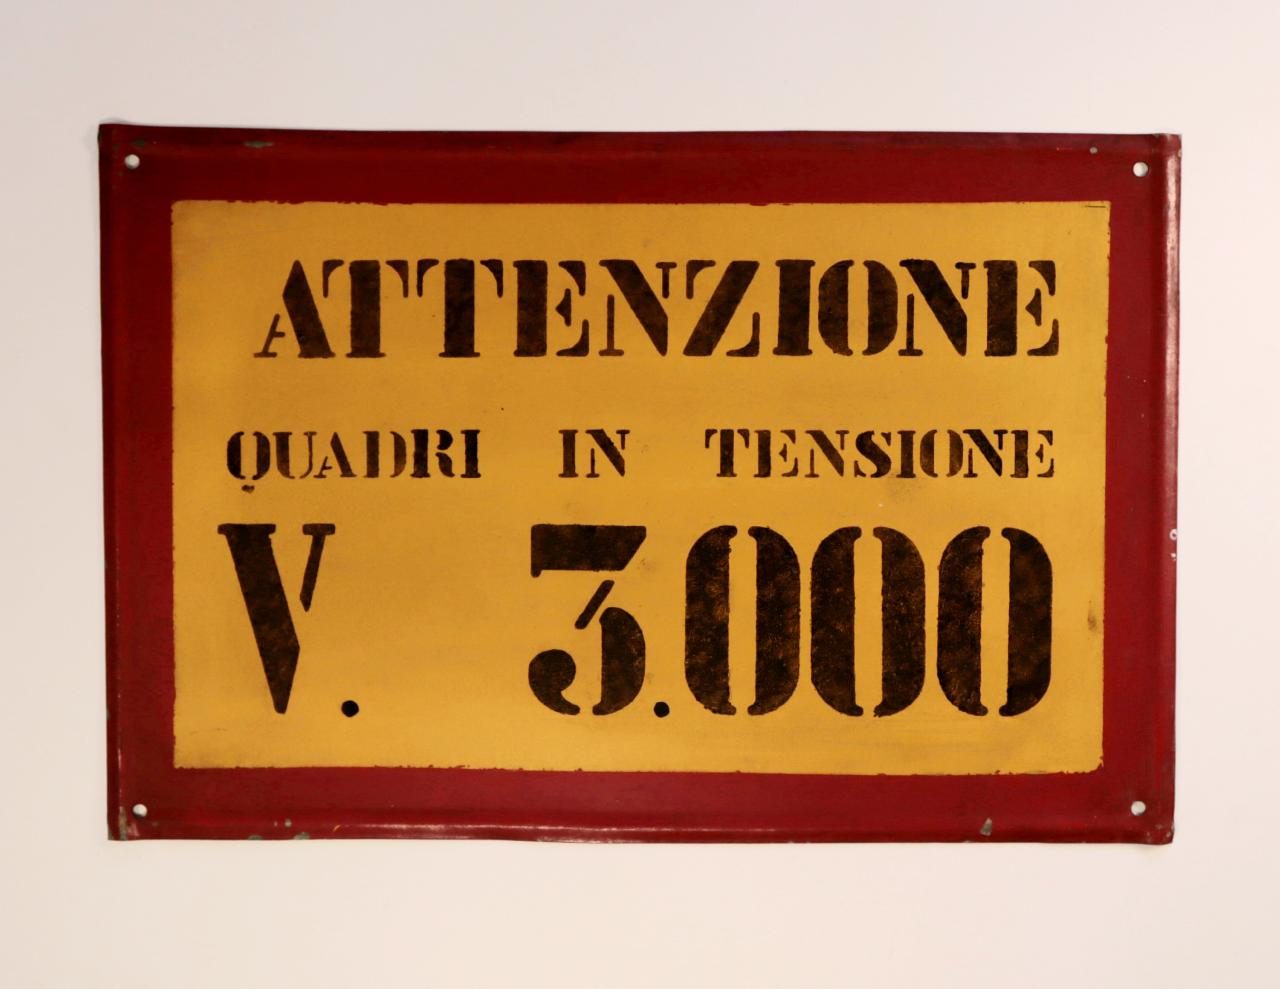 ATTENZIONE
QUADRI IN TENSIONE
V. 3.000